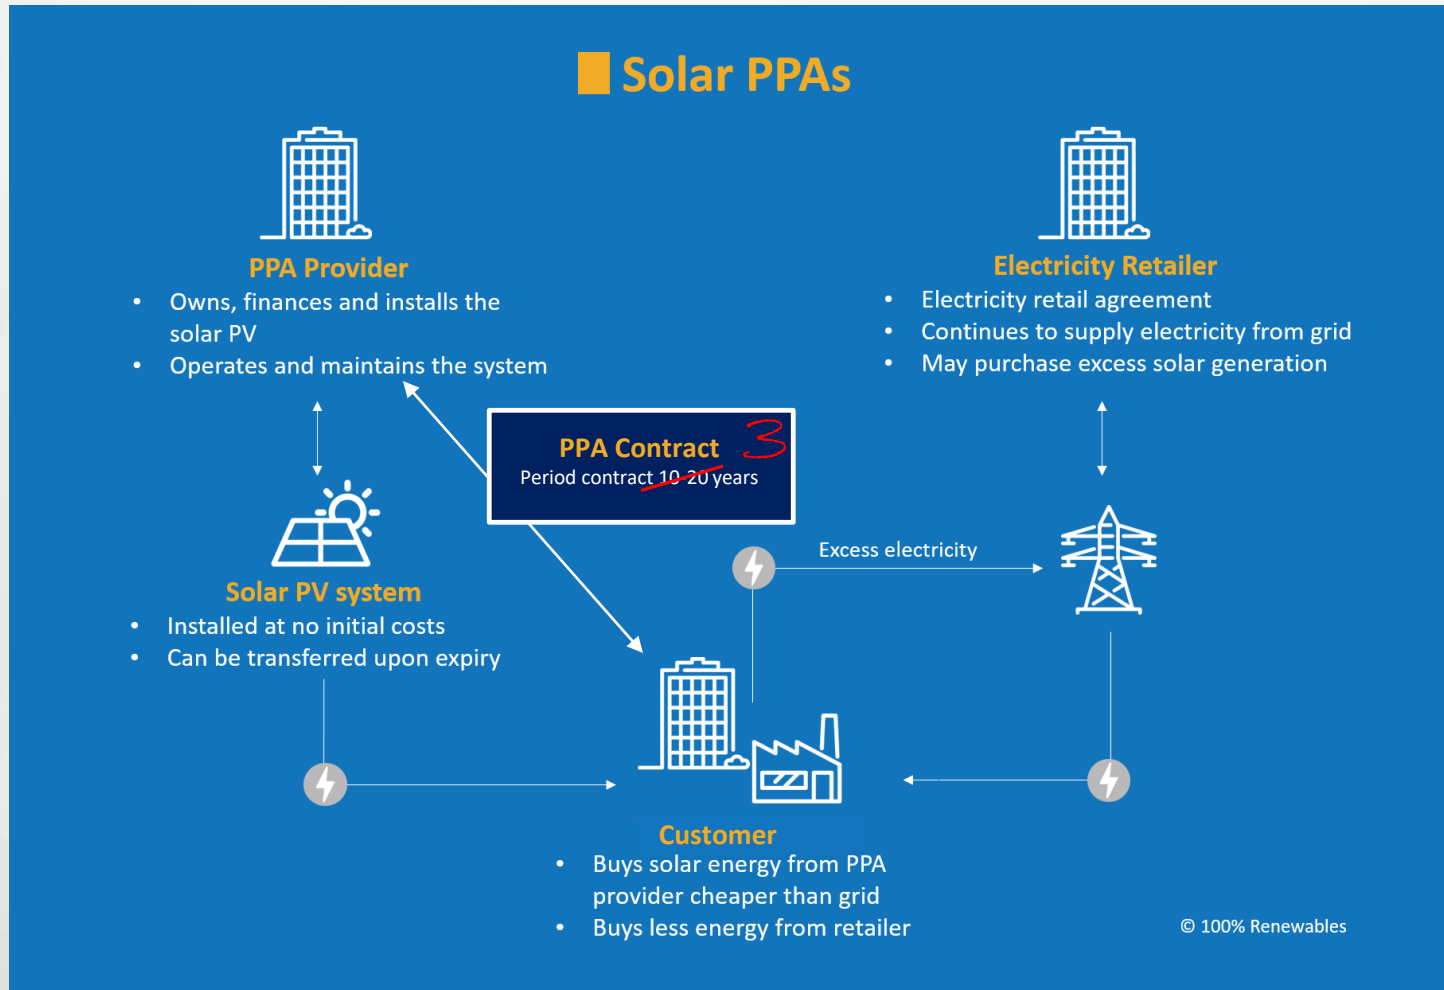 Solar PPAs
PPA Provider
• Owns, finances and installs the
solar PV
• Operates and maintains the system
Electricity Retailer
• Electricity retail agreement
• Continues to supply electricity from grid
• May purchase excess solar generation
PPA Contract 3
Period contract 10-20 years
Excess electricity
Solar PV system
• Installed at no initial costs
• Can be transferred upon expiry
Customer
• Buys solar energy from PPA
provider cheaper than grid
• Buys less energy from retailer
© 100% Renewables